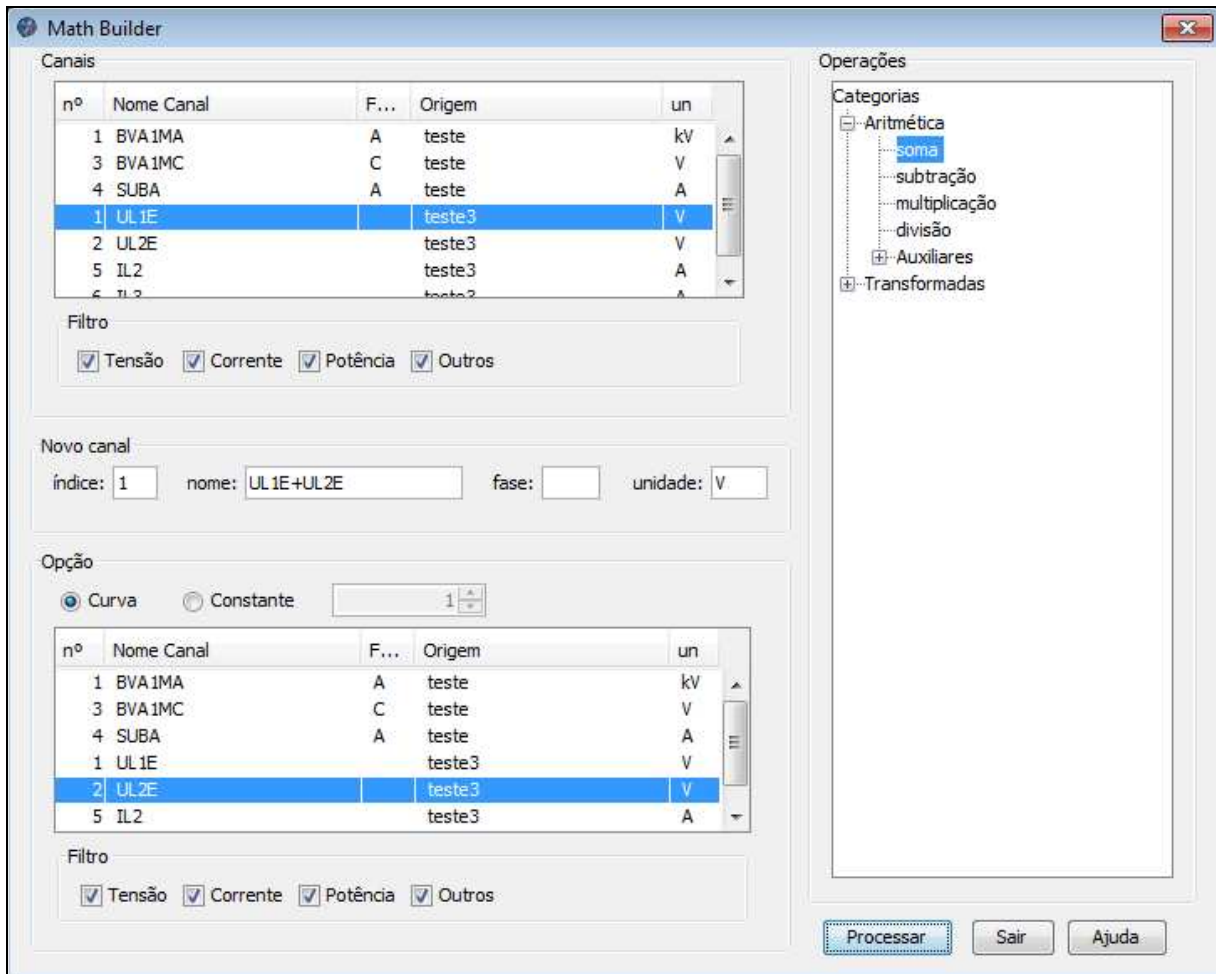 Math Builder
Canais
nº Nome Canal F... Origem un
1 BVA1MA A teste kV
3 BVA1MC C teste V
4 SUBA A teste A
1 UL1E teste3 V
2 UL2E teste3 V
5 IL2 teste3 A
6 IL3 teste3 A
Filtro
Tensão Corrente Potência Outros
Novo canal
índice: 1 nome: UL1E+UL2E fase: unidade: V
Opção
Curva Constante 1
nº Nome Canal F... Origem un
1 BVA1MA A teste kV
3 BVA1MC C teste V
4 SUBA A teste A
1 UL1E teste3 V
2 UL2E teste3 V
5 IL2 teste3 A
Filtro
Tensão Corrente Potência Outros
Operações
Categorias
Aritmética
soma
subtração
multiplicação
divisão
Auxiliares
Transformadas
Processar Sair Ajuda